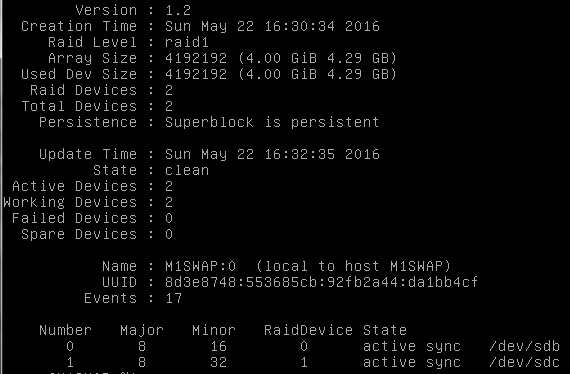 Version : 1.2
Creation Time : Sun May 22 16:30:34 2016
Raid Level : raid1
Array Size : 4192192 (4.00 GiB 4.29 GB)
Used Dev Size : 4192192 (4.00 GiB 4.29 GB)
Raid Devices : 2
Total Devices : 2
Persistence : Superblock is persistent
Update Time : Sun May 22 16:32:35 2016
State : clean
Active Devices : 2
Working Devices : 2
Failed Devices : 0
Spare Devices : 0
Name : M1SWAP:0 (local to host M1SWAP)
UUID : 8d3e8748:553685cb:92fb2a44:da1bb4cf
Events : 17
Number Major Minor RaidDevice State
0 8 16 0 active sync /dev/sdb
1 8 32 1 active sync /dev/sdc